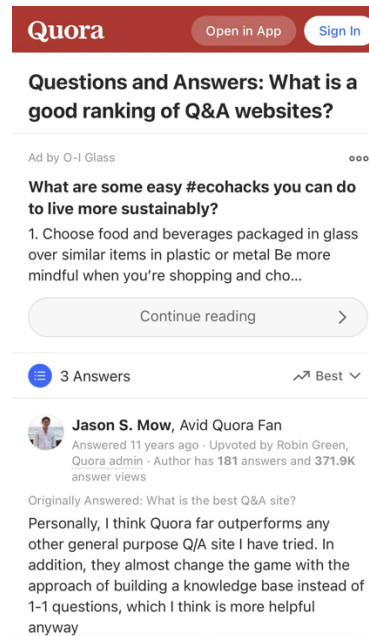 Quora
Open in App
Sign In
Questions and Answers: What is a
good ranking of Q&A websites?
Ad by O-I Glass
What are some easy #ecohacks you can do
to live more sustainably?
1. Choose food and beverages packaged in glass
over similar items in plastic or metal Be more
mindful when you're shopping and cho...
Continue reading
3 Answers
Best
Jason S. Mow, Avid Quora Fan
Answered 11 years ago · Upvoted by Robin Green,
Quora admin · Author has 181 answers and 371.9K
answer views
Originally Answered: What is the best Q&A site?
Personally, I think Quora far outperforms any
other general purpose Q/A site I have tried. In
addition, they almost change the game with the
approach of building a knowledge base instead of
1-1 questions, which I think is more helpful
anyway